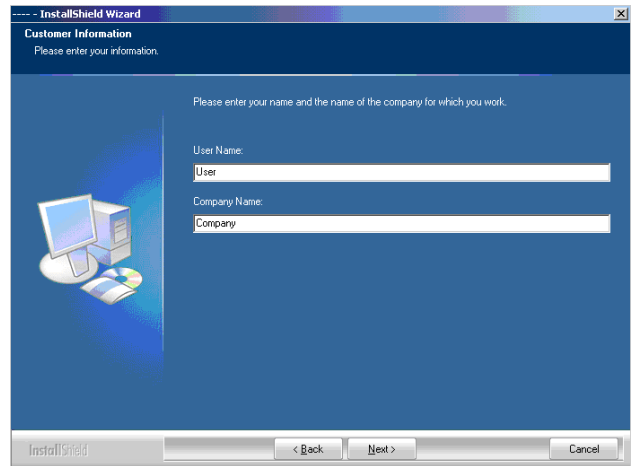 ---- - InstallShield Wizard
Customer Information
Please enter your information.
Please enter your name and the name of the company for which you work.
User Name:
User
Company Name:
Company
InstallShield
< Back
Next >
Cancel